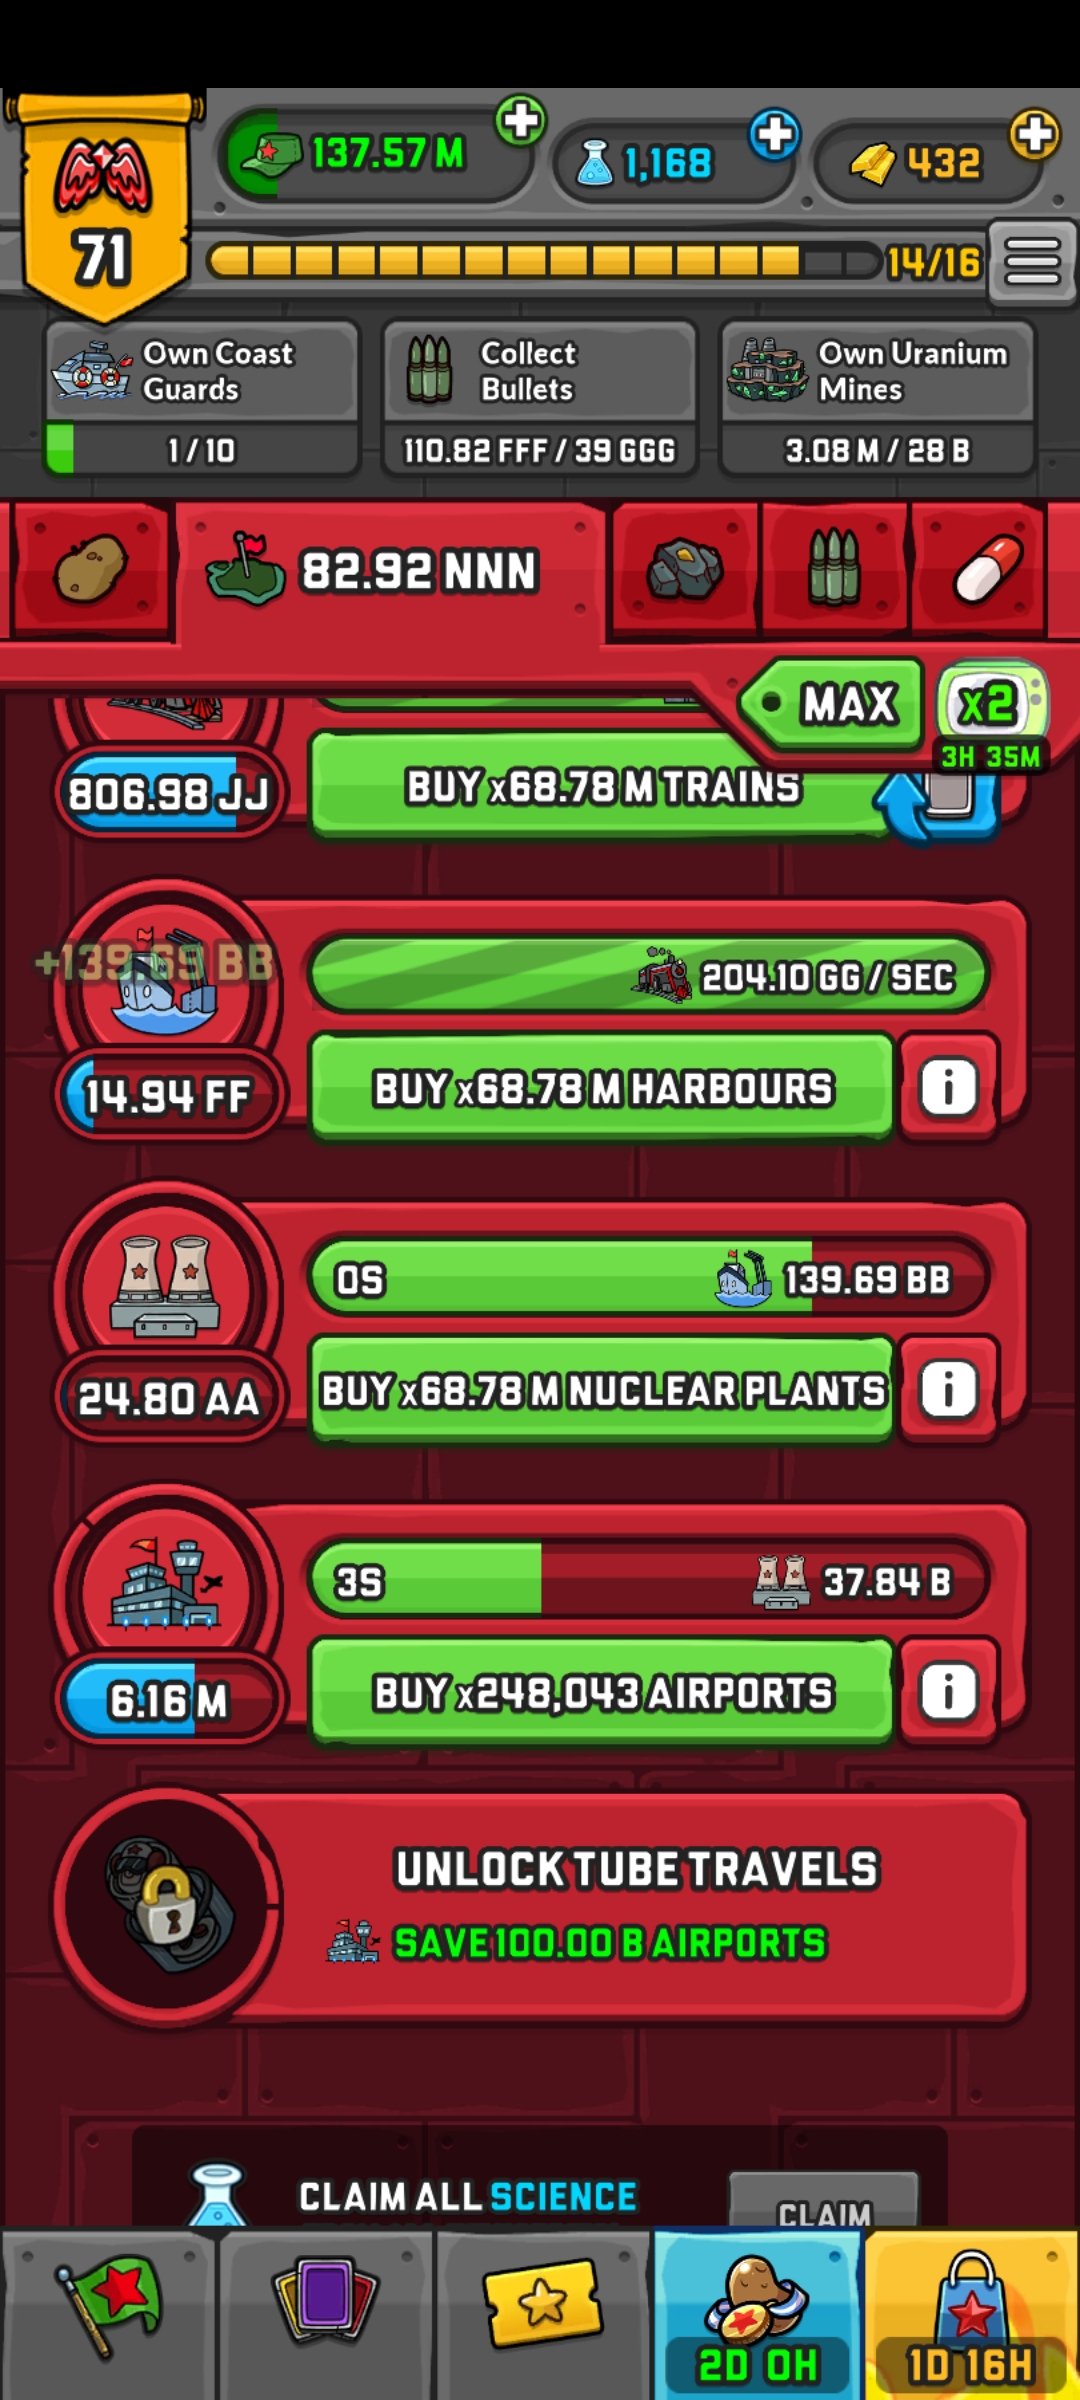 137.57 M
1,168
432
71
14/16
Own Coast
Guards
1 / 10
Collect
Bullets
110.82 FFF / 39 GGG
Own Uranium
Mines
3.08 M / 28 B
82.92 NNN
MAX
x2
3H 35M
806.98 JJ
BUY x68.78 M TRAINS
+139.69 BB
204.10 GG / SEC
14.94 FF
BUY x68.78 M HARBOURS
i
0S
139.69 BB
24.80 AA
BUY x68.78 M NUCLEAR PLANTS
i
3S
37.84 B
6.16 M
BUY x248,043 AIRPORTS
i
UNLOCK TUBE TRAVELS
SAVE 100.00 B AIRPORTS
CLAIM ALL SCIENCE
CLAIM
2D 0H
1D 16H